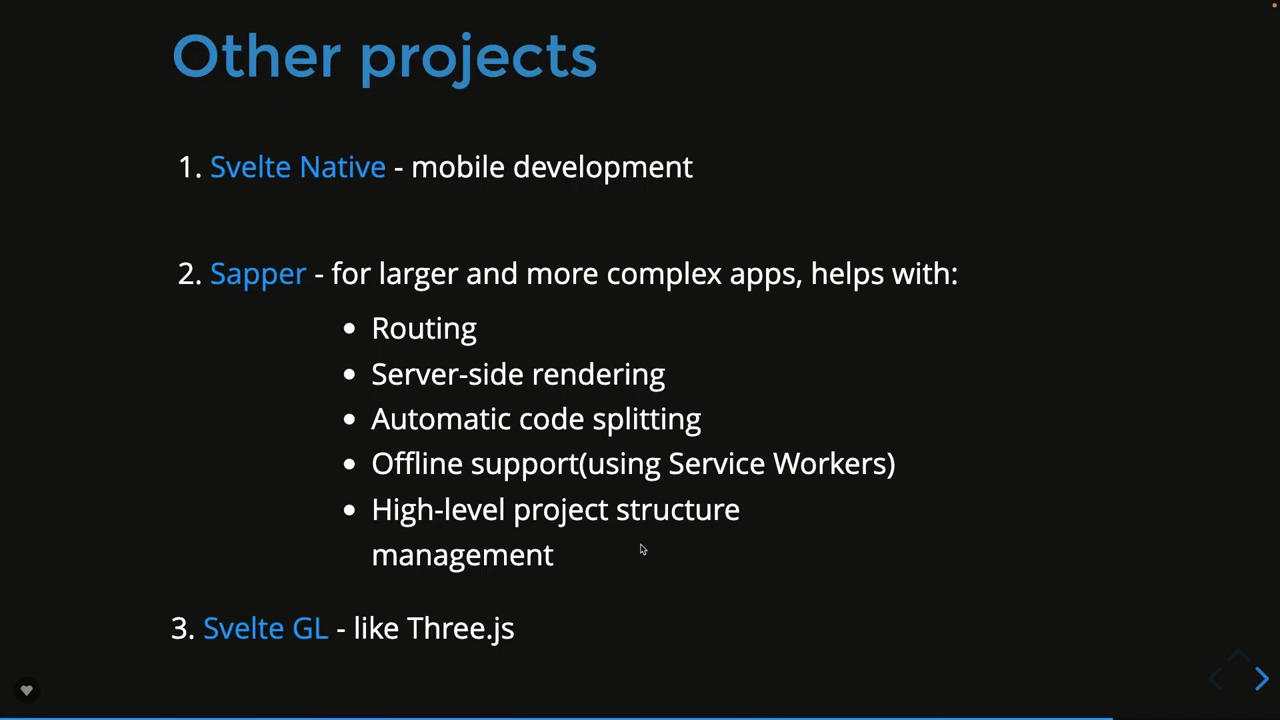 Other projects
1. Svelte Native - mobile development
2. Sapper - for larger and more complex apps, helps with:
• Routing
• Server-side rendering
• Automatic code splitting
• Offline support(using Service Workers)
• High-level project structure
management
3. Svelte GL - like Three.js